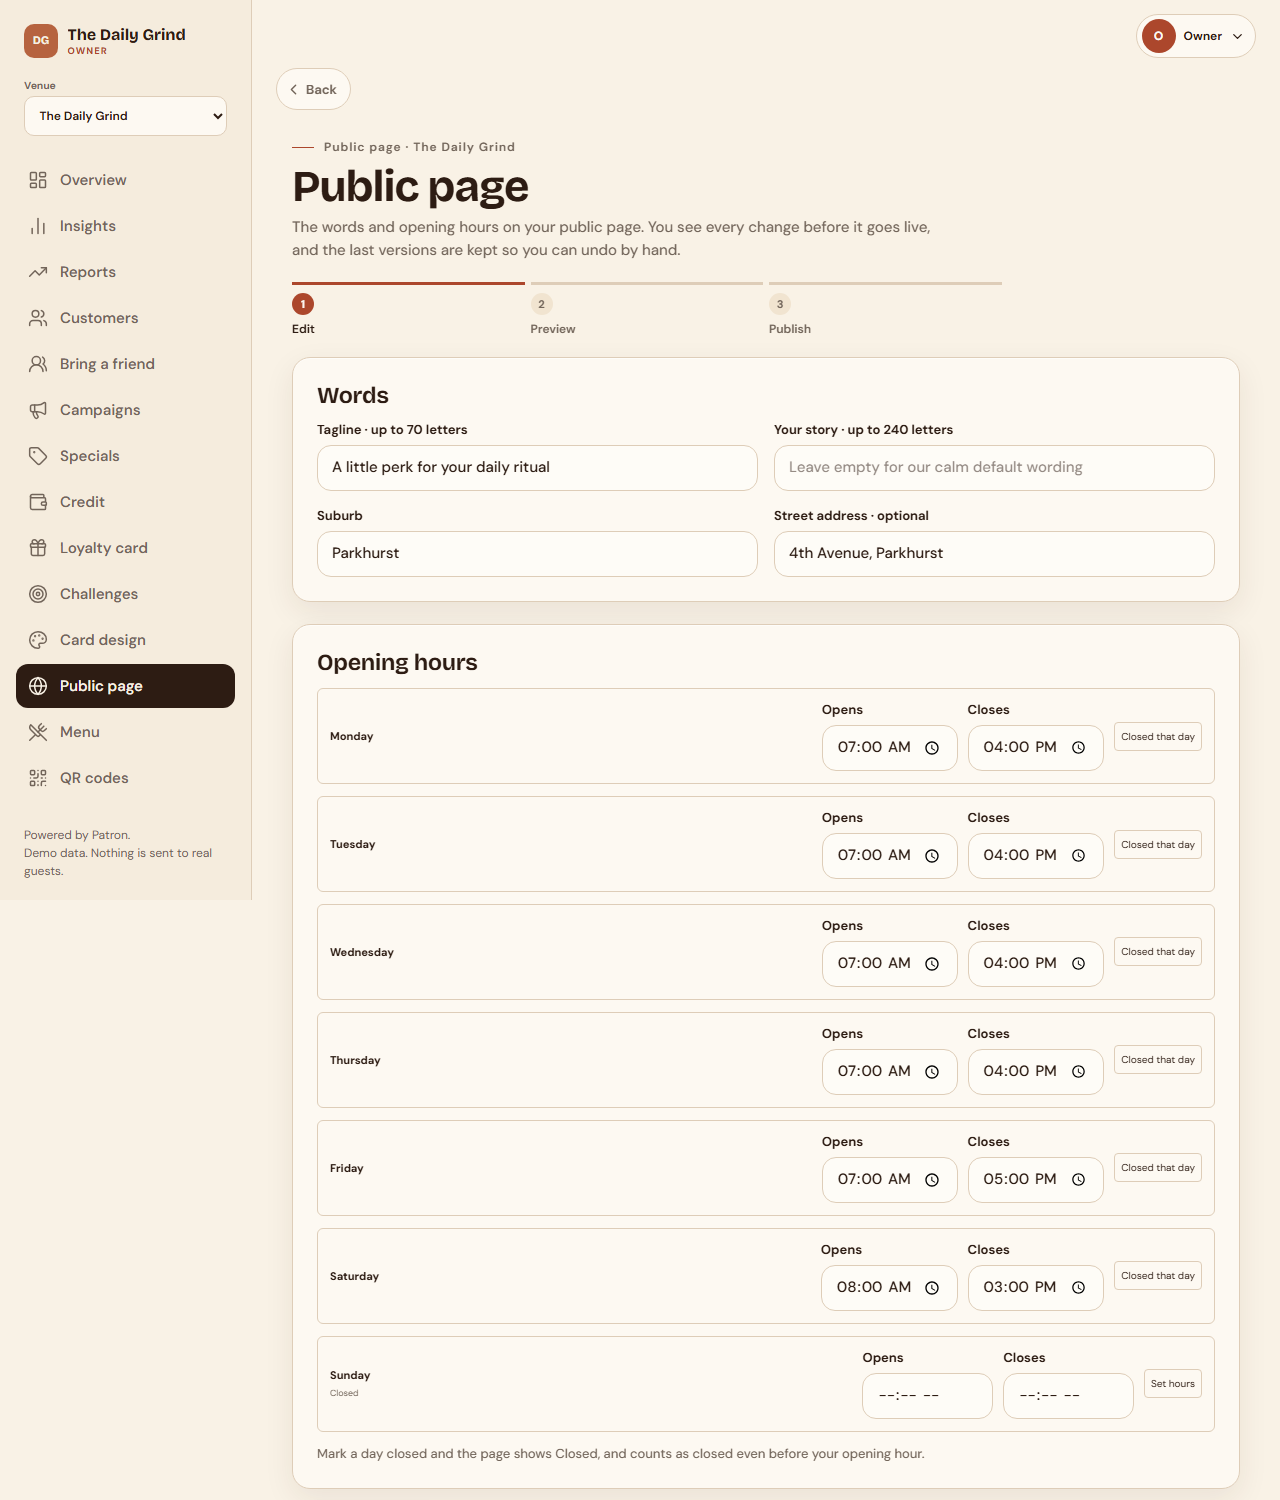 DG
The Daily Grind
OWNER
Venue
The Daily Grind
Overview
Insights
Reports
Customers
Bring a friend
Campaigns
Specials
Credit
Loyalty card
Challenges
Card design
Public page
Menu
QR codes
Powered by Patron.
Demo data. Nothing is sent to real
guests.
O Owner
Back
Public page · The Daily Grind
Public page
The words and opening hours on your public page. You see every change before it goes live,
and the last versions are kept so you can undo by hand.
1 2 3
Edit Preview Publish
Words
Tagline · up to 70 letters
A little perk for your daily ritual
Your story · up to 240 letters
Leave empty for our calm default wording
Suburb
Parkhurst
Street address · optional
4th Avenue, Parkhurst
Opening hours
Opens Closes
Monday 07:00 AM 04:00 PM Closed that day
Opens Closes
Tuesday 07:00 AM 04:00 PM Closed that day
Opens Closes
Wednesday 07:00 AM 04:00 PM Closed that day
Opens Closes
Thursday 07:00 AM 04:00 PM Closed that day
Opens Closes
Friday 07:00 AM 05:00 PM Closed that day
Opens Closes
Saturday 08:00 AM 03:00 PM Closed that day
Opens Closes
Sunday --:-- -- --:-- -- Set hours
Closed
Mark a day closed and the page shows Closed, and counts as closed even before your opening hour.